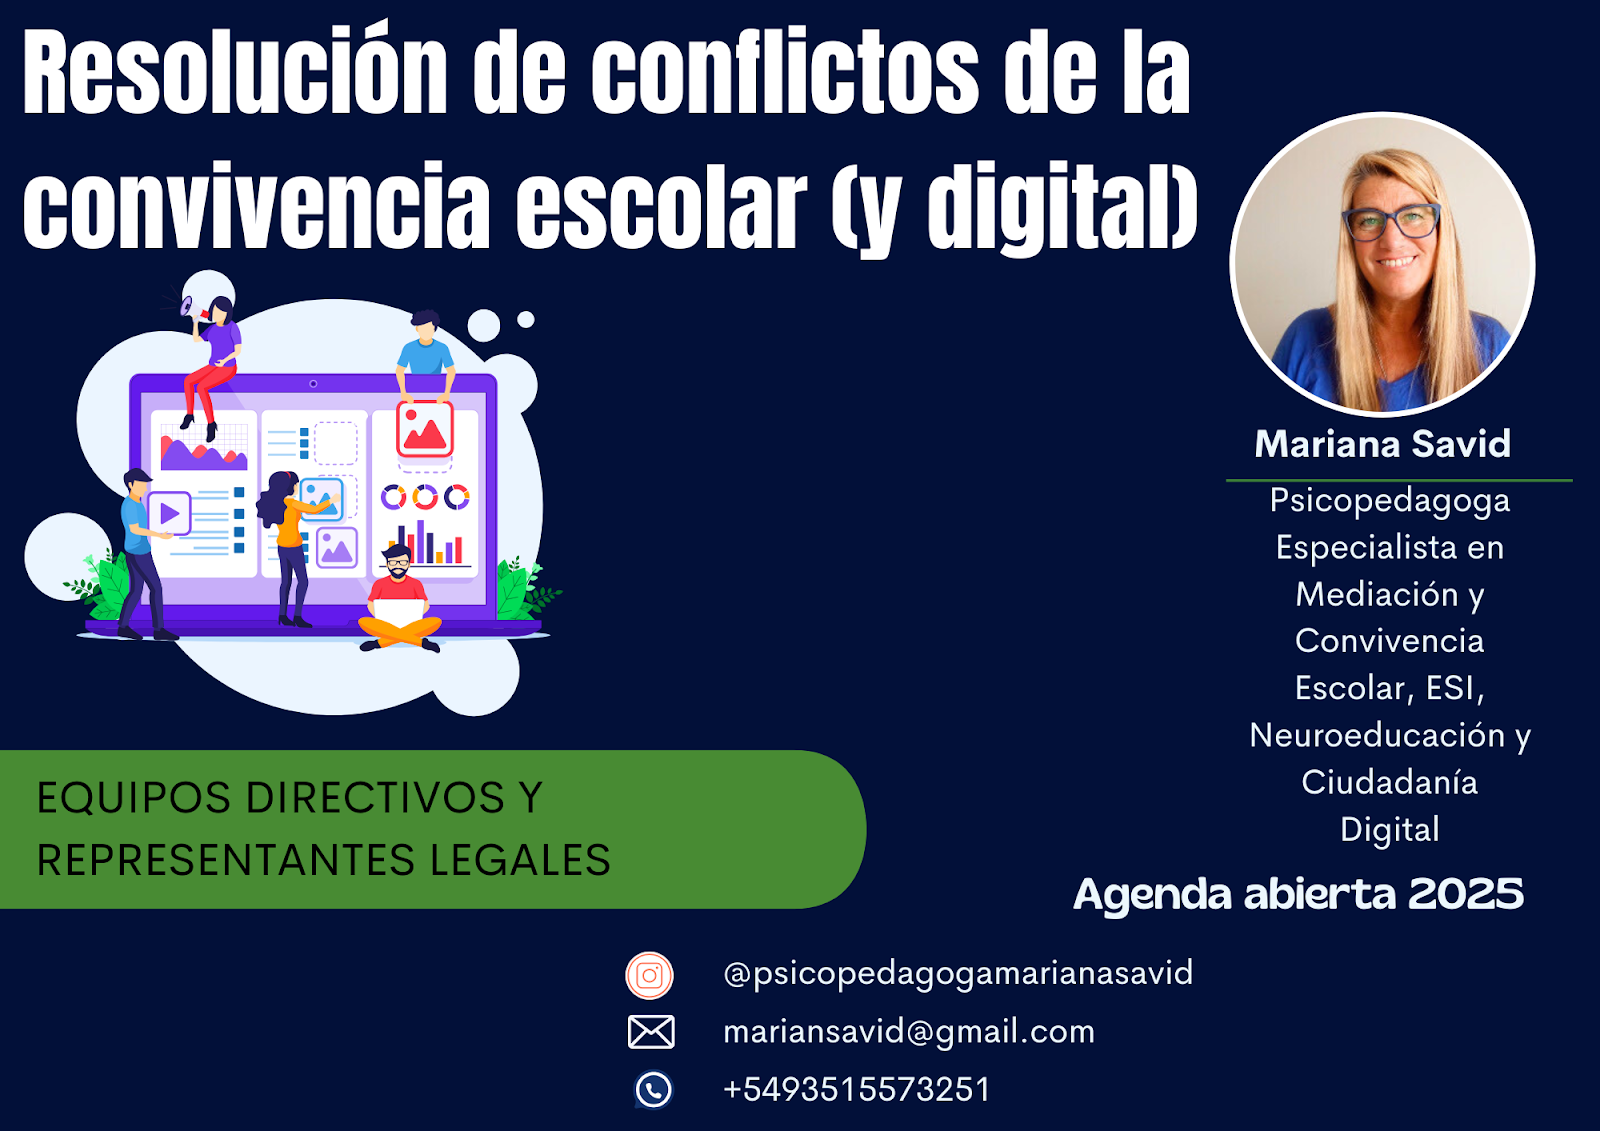 Resolución de conflictos de la
convivencia escolar (y digital)
Mariana Savid
Psicopedagoga
Especialista en
Mediación y
Convivencia
Escolar, ESI,
Neuroeducación y
Ciudadanía
Digital
EQUIPOS DIRECTIVOS Y
REPRESENTANTES LEGALES
Agenda abierta 2025
@psicopedagogamarianasavid
mariansavid@gmail.com
+5493515573251